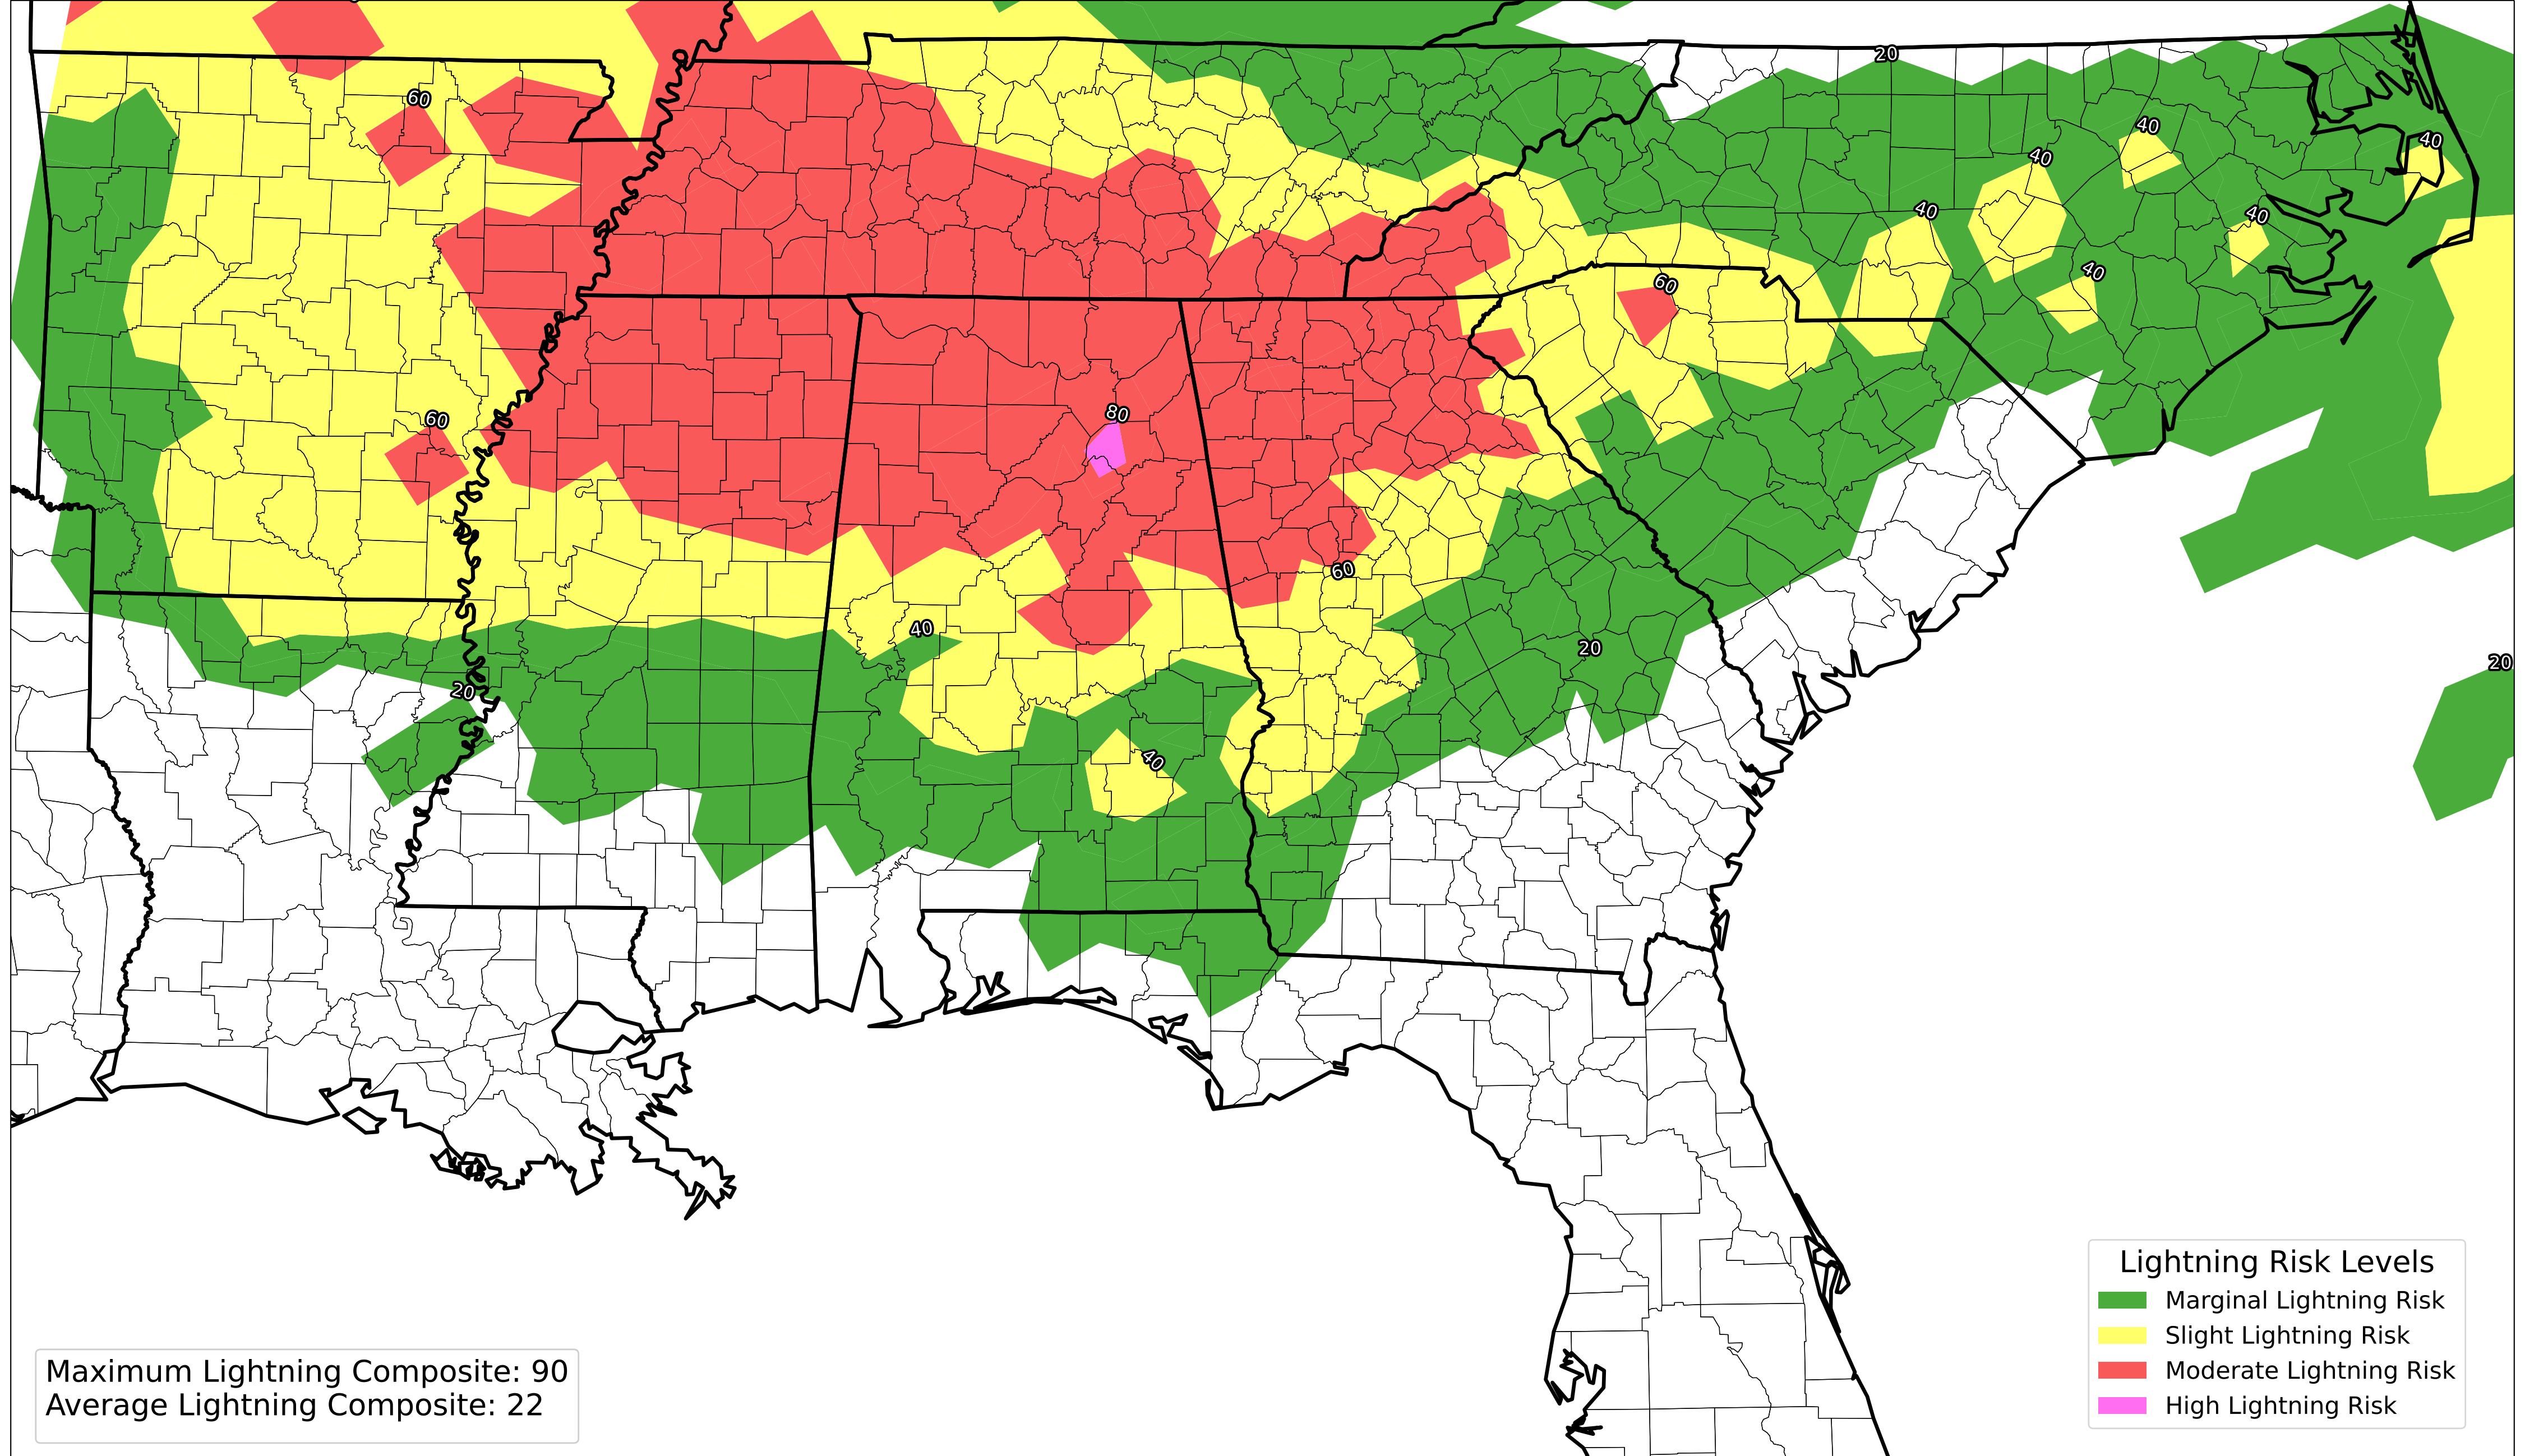 20
60
40
40
40
40
40
40
60
60
80
60
40
20
20
20
40
Lightning Risk Levels
Marginal Lightning Risk
Slight Lightning Risk
Moderate Lightning Risk
High Lightning Risk
Maximum Lightning Composite: 90
Average Lightning Composite: 22